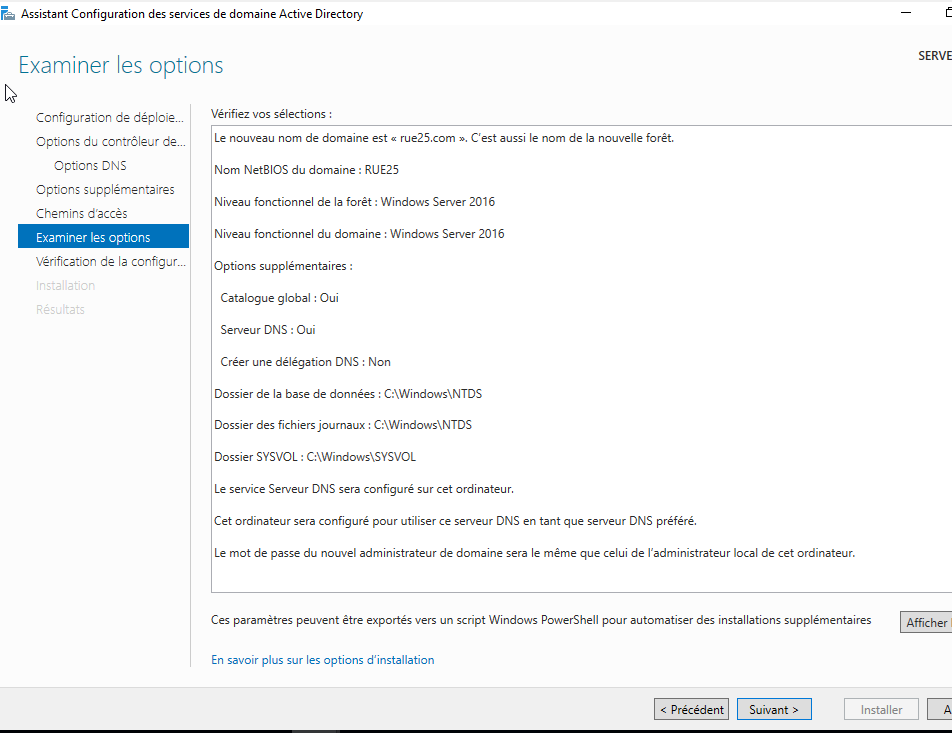 Assistant Configuration des services de domaine Active Directory
Examiner les options
SERVE
Configuration de déploie...
Options du contrôleur de...
Options DNS
Options supplémentaires
Chemins d’accès
Examiner les options
Vérification de la configur...
Installation
Résultats
Vérifiez vos sélections :
Le nouveau nom de domaine est « rue25.com ». C’est aussi le nom de la nouvelle forêt.
Nom NetBIOS du domaine : RUE25
Niveau fonctionnel de la forêt : Windows Server 2016
Niveau fonctionnel du domaine : Windows Server 2016
Options supplémentaires :
Catalogue global : Oui
Serveur DNS : Oui
Créer une délégation DNS : Non
Dossier de la base de données : C:\Windows\NTDS
Dossier des fichiers journaux : C:\Windows\NTDS
Dossier SYSVOL : C:\Windows\SYSVOL
Le service Serveur DNS sera configuré sur cet ordinateur.
Cet ordinateur sera configuré pour utiliser ce serveur DNS en tant que serveur DNS préféré.
Le mot de passe du nouvel administrateur de domaine sera le même que celui de l’administrateur local de cet ordinateur.
Ces paramètres peuvent être exportés vers un script Windows PowerShell pour automatiser des installations supplémentaires
Afficher
En savoir plus sur les options d’installation
< Précédent
Suivant >
Installer
A